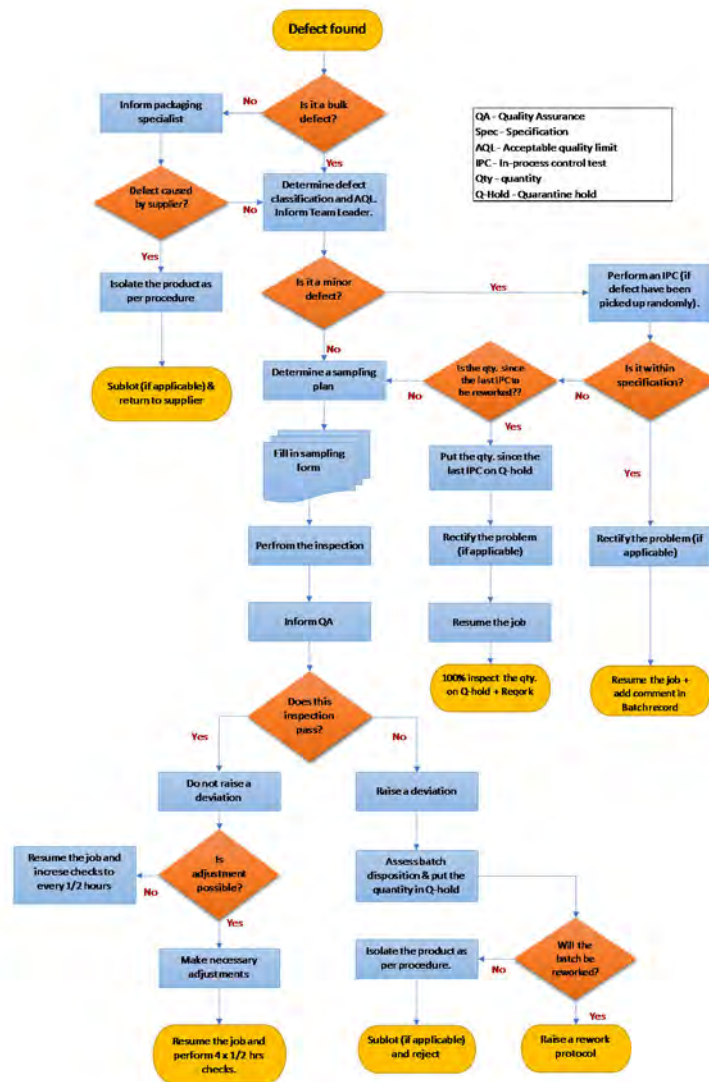 Defect found
Is it a bulk
defect?
No
Yes
Inform packaging
specialist
QA - Quality Assurance
Spec - Specification
AQL - Acceptable quality limit
IPC - In-process control test
Qty - quantity
Q-Hold - Quarantine hold
Defect caused
by supplier?
No
Yes
Determine defect
classification and AQL.
Inform Team Leader.
Isolate the product as
per procedure
Is it a minor
defect?
Yes
No
Perform an IPC (if
defect have been
picked up randomly).
Sublot (if applicable) &
return to supplier
Determine a sampling
plan
Is the qty. since
the last IPC to
be reworked??
No
Yes
Is it within
specification?
No
Yes
Fill in sampling
form
Put the qty. since the
last IPC on Q-hold
Perfrom the inspection
Rectify the problem
(if applicable)
Rectify the problem (if
applicable)
Inform QA
Resume the job
100% inspect the qty.
on Q-hold + Reqork
Resume the job +
add comment in
Batch record
Does this
inspection
pass?
Yes
No
Do not raise a
deviation
Raise a deviation
Resume the job and
increse checks to
every 1/2 hours
Is
adjustment
possible?
No
Yes
Assess batch
disposition & put the
quantity in Q-hold
Make necessary
adjustments
Isolate the product as
per procedure.
Will the
batch be
reworked?
No
Yes
Resume the job and
perform 4 x 1/2 hrs
checks.
Sublot (if applicable)
and reject
Raise a rework
protocol